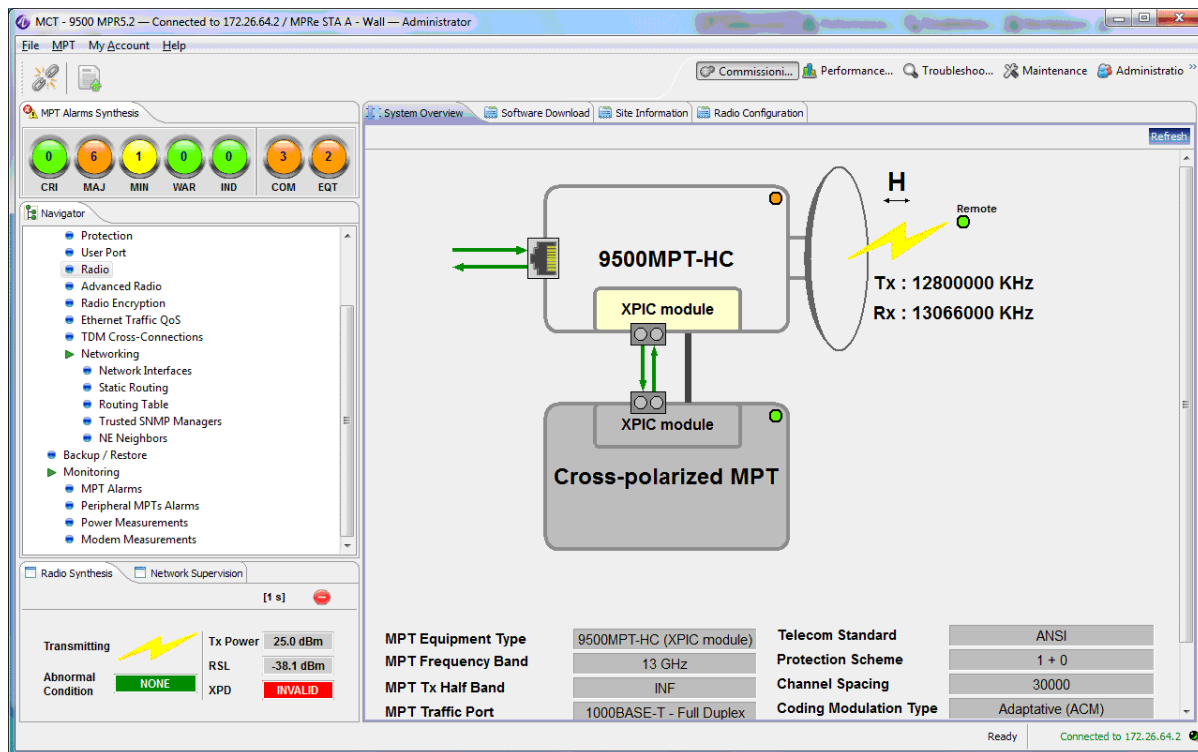 MCT - 9500 MPR5.2 — Connected to 172.26.64.2 / MPRe STA A - Wall — Administrator
File MPT My Account Help
Commissioni... Performance... Troubleshoo... Maintenance Administratio »
MPT Alarms Synthesis
0 6 1 0 0 3 2
CRI MAJ MIN WAR IND COM EQT
Navigator
Protection
User Port
Radio
Advanced Radio
Radio Encryption
Ethernet Traffic QoS
TDM Cross-Connections
Networking
Network Interfaces
Static Routing
Routing Table
Trusted SNMP Managers
NE Neighbors
Backup / Restore
Monitoring
MPT Alarms
Peripheral MPTs Alarms
Power Measurements
Modem Measurements
Radio Synthesis Network Supervision
[1 s]
Transmitting
Tx Power 25.0 dBm
RSL -38.1 dBm
Abnormal
Condition
NONE
XPD INVALID
System Overview Software Download Site Information Radio Configuration
Refresh
H
Remote
9500MPT-HC
Tx : 12800000 KHz
Rx : 13066000 KHz
XPIC module
XPIC module
Cross-polarized MPT
MPT Equipment Type 9500MPT-HC (XPIC module) Telecom Standard ANSI
MPT Frequency Band 13 GHz Protection Scheme 1 + 0
MPT Tx Half Band INF Channel Spacing 30000
MPT Traffic Port 1000BASE-T - Full Duplex Coding Modulation Type Adaptative (ACM)
Ready Connected to 172.26.64.2